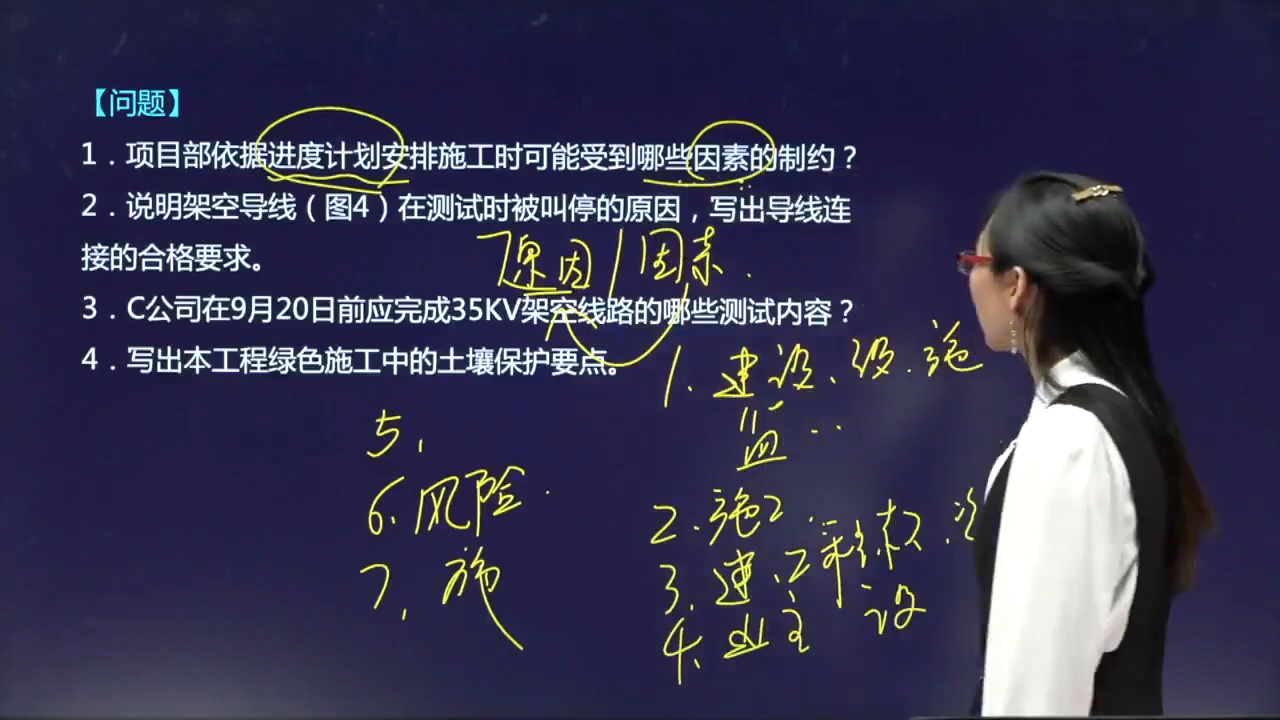 【问题】
1．项目部依据进度计划安排施工时可能受到哪些因素的制约？
2．说明架空导线（图4）在测试时被叫停的原因，写出导线连
接的合格要求。
原因 因素.
3．C公司在9月20日前应完成35KV架空线路的哪些测试内容？
4．写出本工程绿色施工中的土壤保护要点。
1、建设、设、施
监..
5、
6、风险.
7、施
2、施工
3、建、
4、业主
设